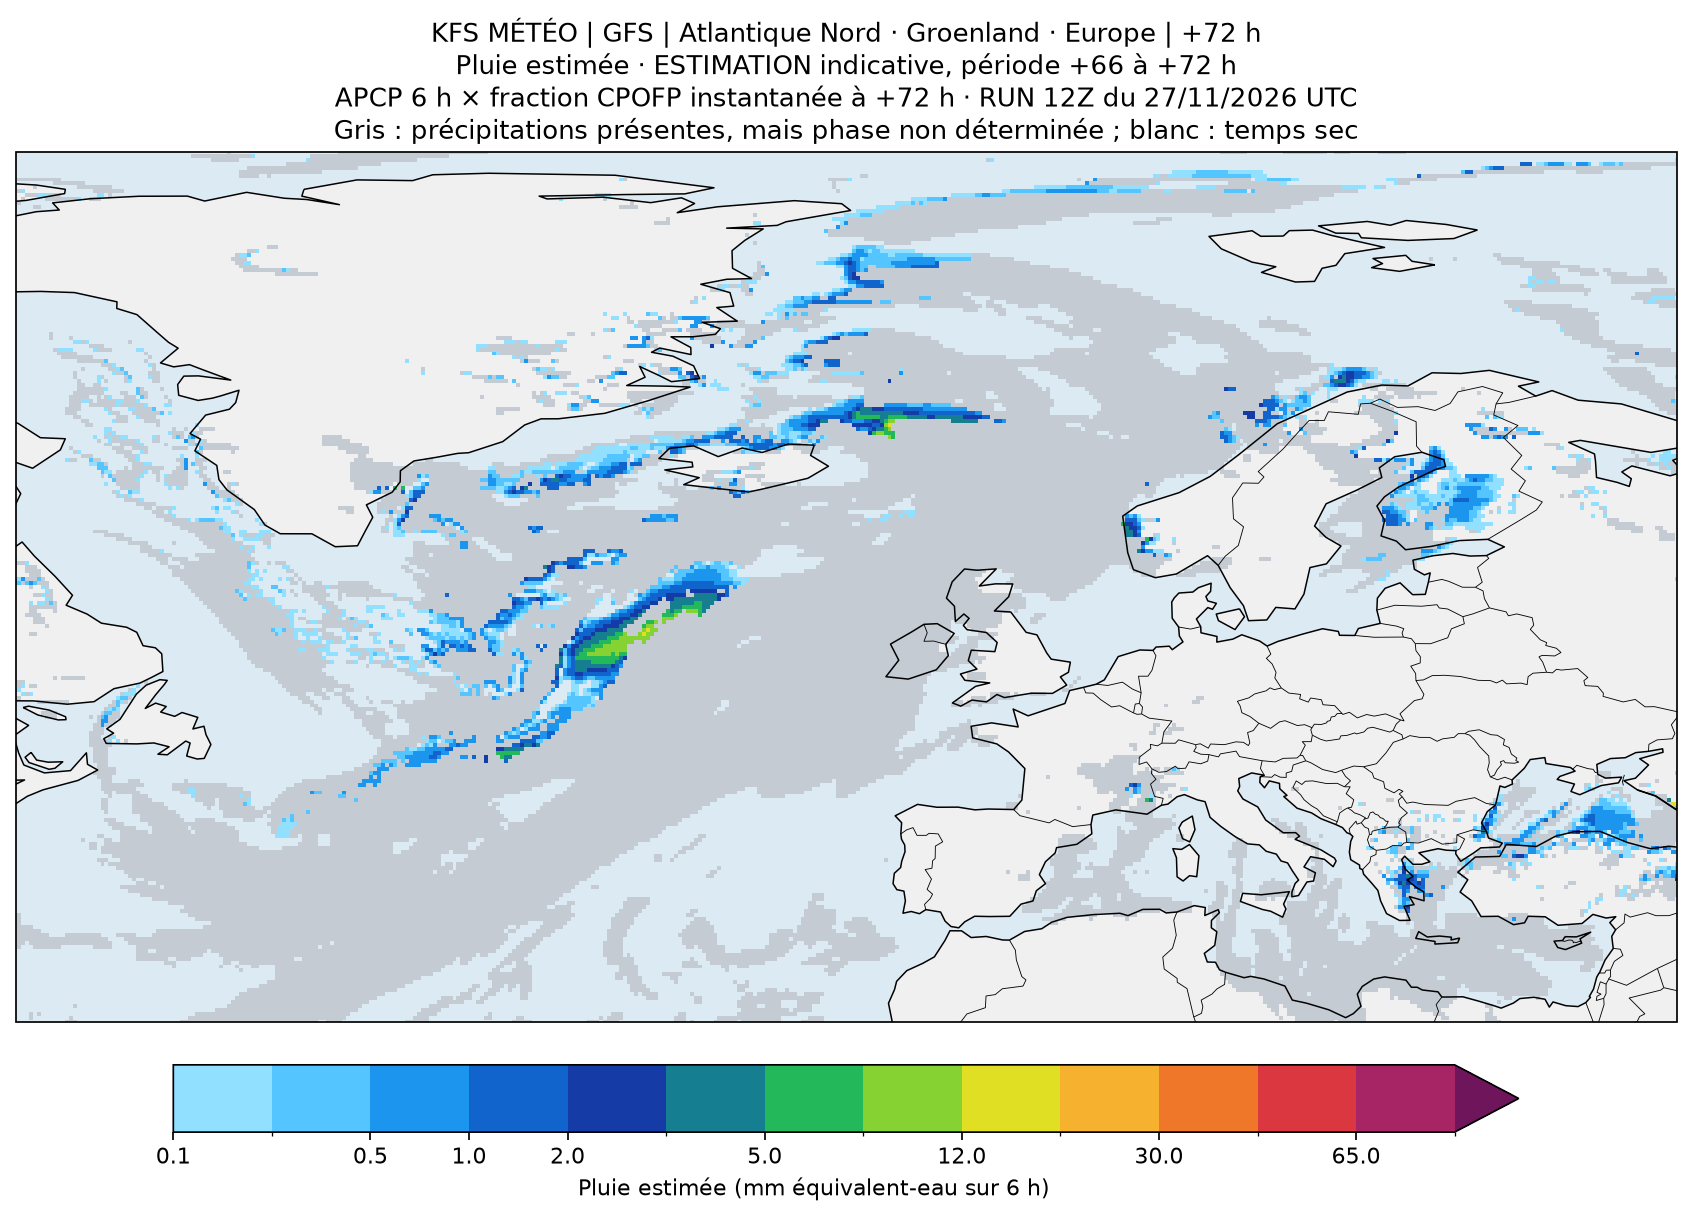 KFS MÉTÉO | GFS | Atlantique Nord · Groenland · Europe | +72 h
Pluie estimée · ESTIMATION indicative, période +66 à +72 h
APCP 6 h × fraction CPOFP instantanée à +72 h · RUN 12Z du 27/11/2026 UTC
Gris : précipitations présentes, mais phase non déterminée ; blanc : temps sec
0.1 0.5 1.0 2.0 5.0 12.0 30.0 65.0
Pluie estimée (mm équivalent-eau sur 6 h)